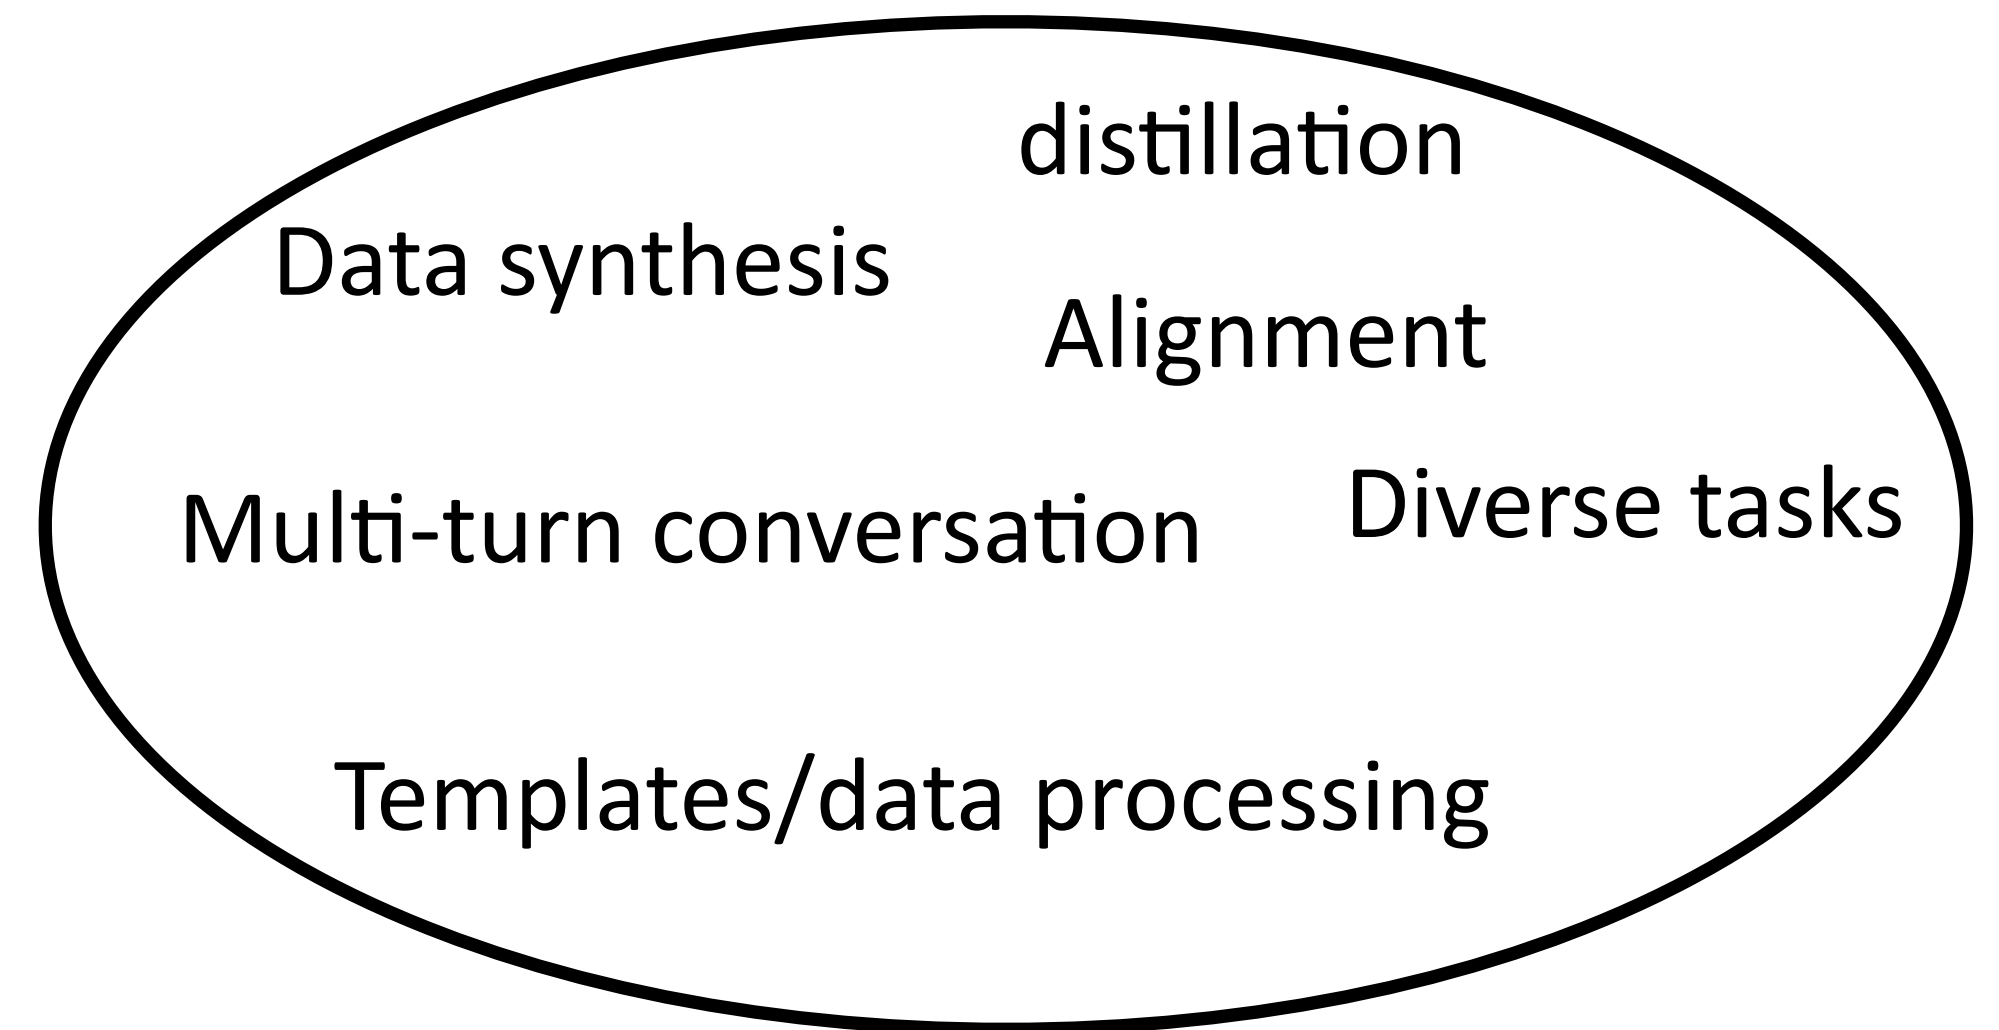 distillation
Data synthesis
Alignment
Diverse tasks
Multi-turn conversation
Templates/data processing